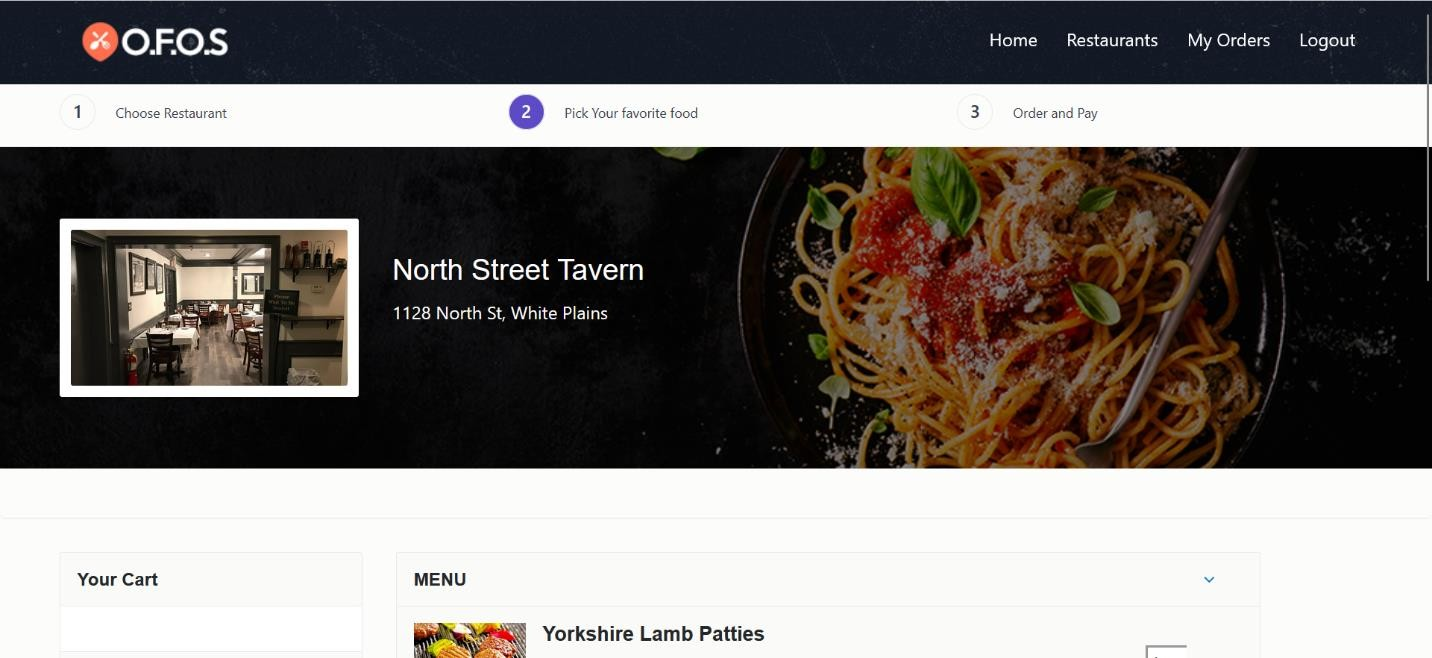 O.F.O.S
Home Restaurants My Orders Logout
1 Choose Restaurant 2 Pick Your favorite food 3 Order and Pay
North Street Tavern
1128 North St, White Plains
Your Cart
MENU
Yorkshire Lamb Patties